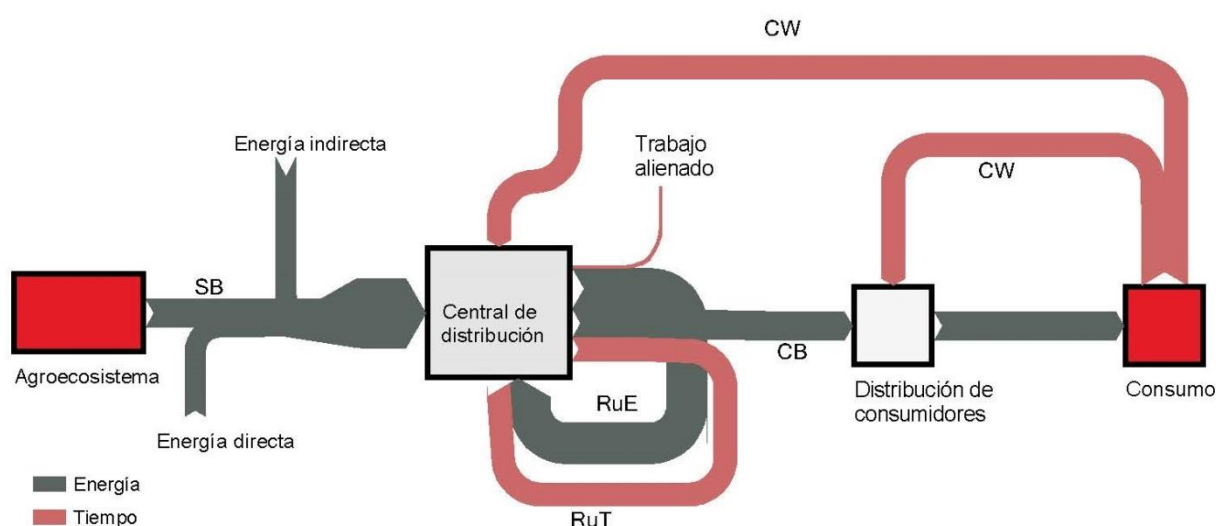 CW
Energía indirecta
Trabajo
alienado
CW
SB
Central de
distribución
CB
Agroecosistema
Distribución de
consumidores
Consumo
RuE
Energía directa
Energía
Tiempo
RuT